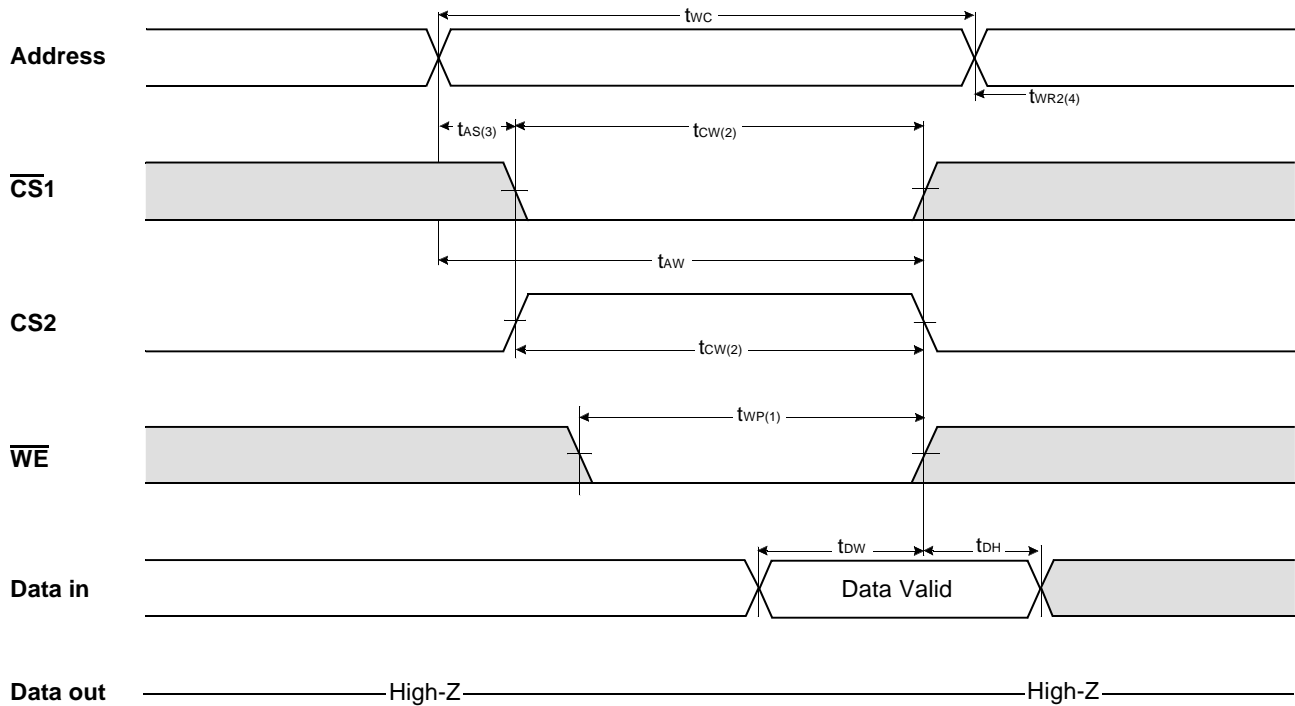 tWC
Address
tWR2(4)
tAS(3) tCW(2)
CS1
tAW
CS2
tCW(2)
tWP(1)
WE
tDW tDH
Data in Data Valid
Data out High-Z High-Z